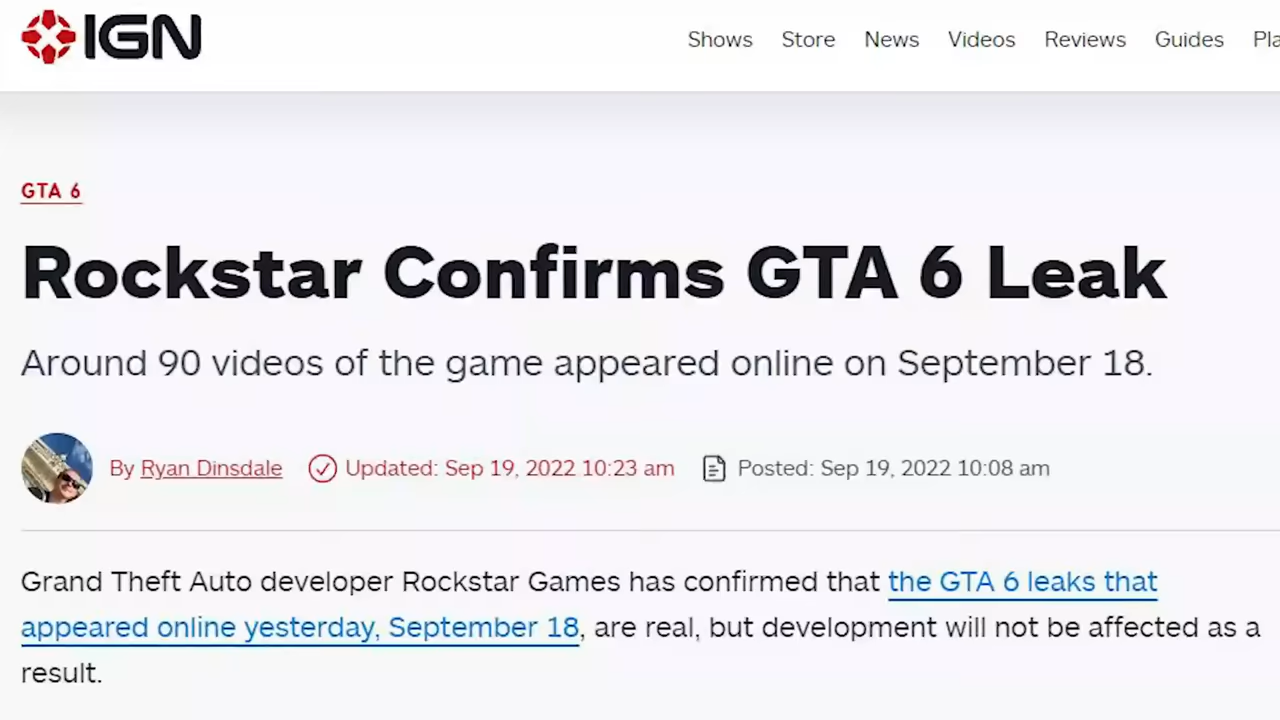 IGN
Shows Store News Videos Reviews Guides Pla
GTA 6
Rockstar Confirms GTA 6 Leak
Around 90 videos of the game appeared online on September 18.
By Ryan Dinsdale Updated: Sep 19, 2022 10:23 am Posted: Sep 19, 2022 10:08 am
Grand Theft Auto developer Rockstar Games has confirmed that the GTA 6 leaks that
appeared online yesterday, September 18, are real, but development will not be affected as a
result.